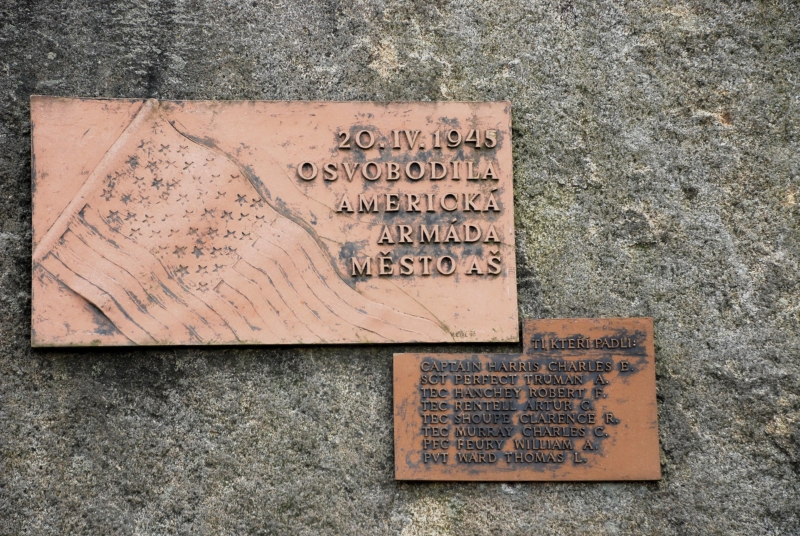 20. IV. 1945
OSVOBODILA
AMERICKÁ
ARMÁDA
MĚSTO AŠ
TI KTEŘÍ PADLI:
CAPTAIN HARRIS CHARLES E.
SGT PERFECT TRUMAN A.
TEC HANCHEY ROBERT F.
TEC RENTELL ARTUR G.
TEC SHOUPE CLARENCE R.
TEC MURRAY CHARLES C.
PFC FEURY WILLIAM A.
PVT WARD THOMAS L.